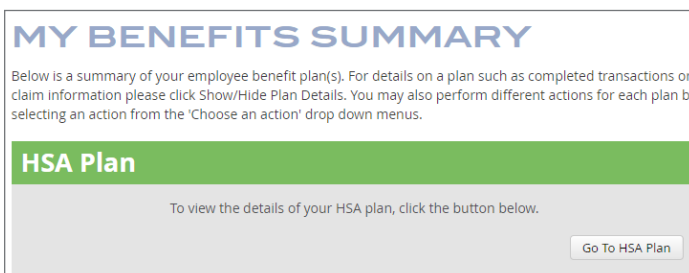 MY BENEFITS SUMMARY
Below is a summary of your employee benefit plan(s). For details on a plan such as completed transactions or
claim information please click Show/Hide Plan Details. You may also perform different actions for each plan b
selecting an action from the 'Choose an action' drop down menus.
HSA Plan
To view the details of your HSA plan, click the button below.
Go To HSA Plan